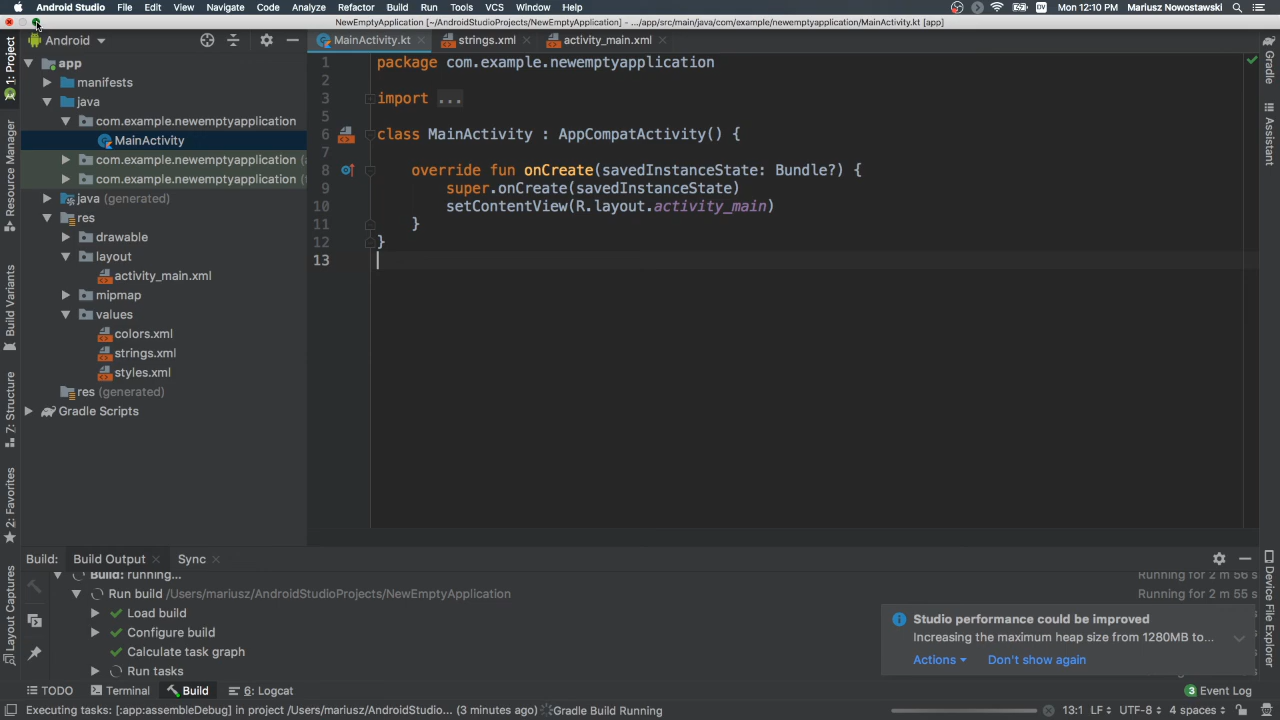 Android Studio File Edit View Navigate Code Analyze Refactor Build Run Tools VCS Window Help Mon 12:10 PM Mariusz Nowostawski
NewEmptyApplication [~/AndroidStudioProjects/NewEmptyApplication] - .../app/src/main/java/com/example/newemptyapplication/MainActivity.kt [app]
Android MainActivity.kt strings.xml activity_main.xml
1: Project
Resource Manager
Build Variants
7: Structure
2: Favorites
Layout Captures
app
manifests
java
com.example.newemptyapplication
MainActivity
com.example.newemptyapplication
com.example.newemptyapplication
java (generated)
res
drawable
layout
activity_main.xml
mipmap
values
colors.xml
strings.xml
styles.xml
res (generated)
Gradle Scripts
1 package com.example.newemptyapplication
2
3 import ...
5
6 class MainActivity : AppCompatActivity() {
7
8 override fun onCreate(savedInstanceState: Bundle?) {
9 super.onCreate(savedInstanceState)
10 setContentView(R.layout.activity_main)
11 }
12 }
13
Gradle
Assistant
Device File Explorer
Build: Build Output Sync
Build: running... Running for 2 m 56 s
Run build /Users/mariusz/AndroidStudioProjects/NewEmptyApplication Running for 2 m 55 s
Load build
Configure build
Calculate task graph
Run tasks
Studio performance could be improved
Increasing the maximum heap size from 1280MB to...
Actions Don't show again
TODO Terminal Build 6: Logcat 3 Event Log
Executing tasks: [:app:assembleDebug] in project /Users/mariusz/AndroidStudio... (3 minutes ago) Gradle Build Running 13:1 LF UTF-8 4 spaces